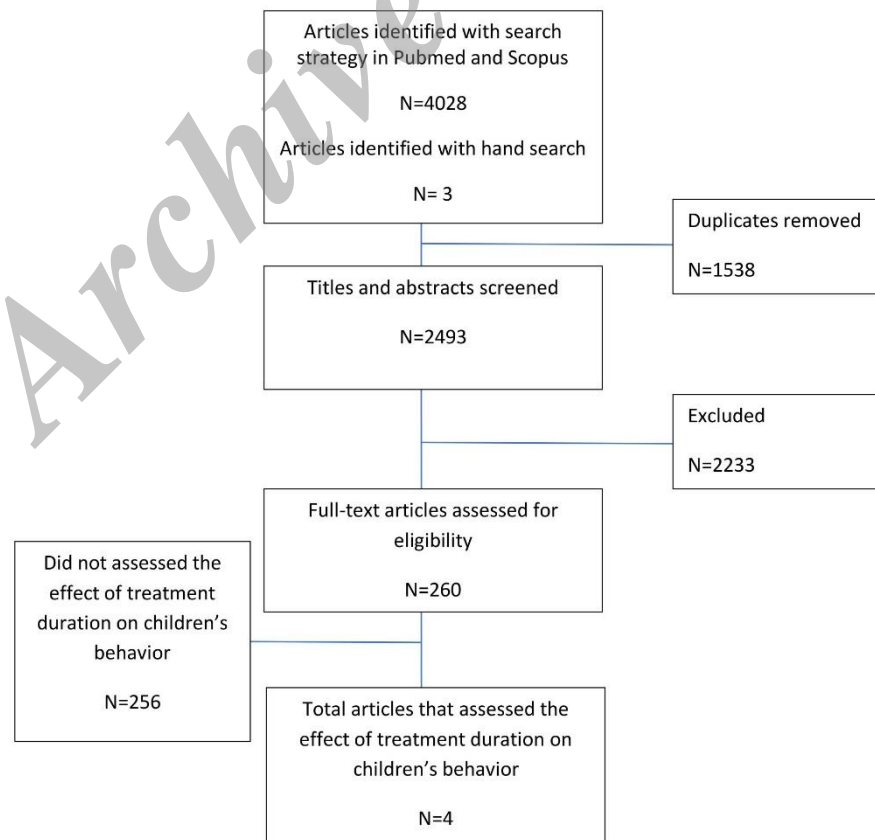 Articles identified with search
strategy in Pubmed and Scopus
N=4028
Articles identified with hand search
N= 3
Duplicates removed
N=1538
Titles and abstracts screened
N=2493
Excluded
N=2233
Full-text articles assessed for
eligibility
N=260
Did not assessed the
effect of treatment
duration on children’s
behavior
N=256
Total articles that assessed the
effect of treatment duration on
children’s behavior
N=4
Archive